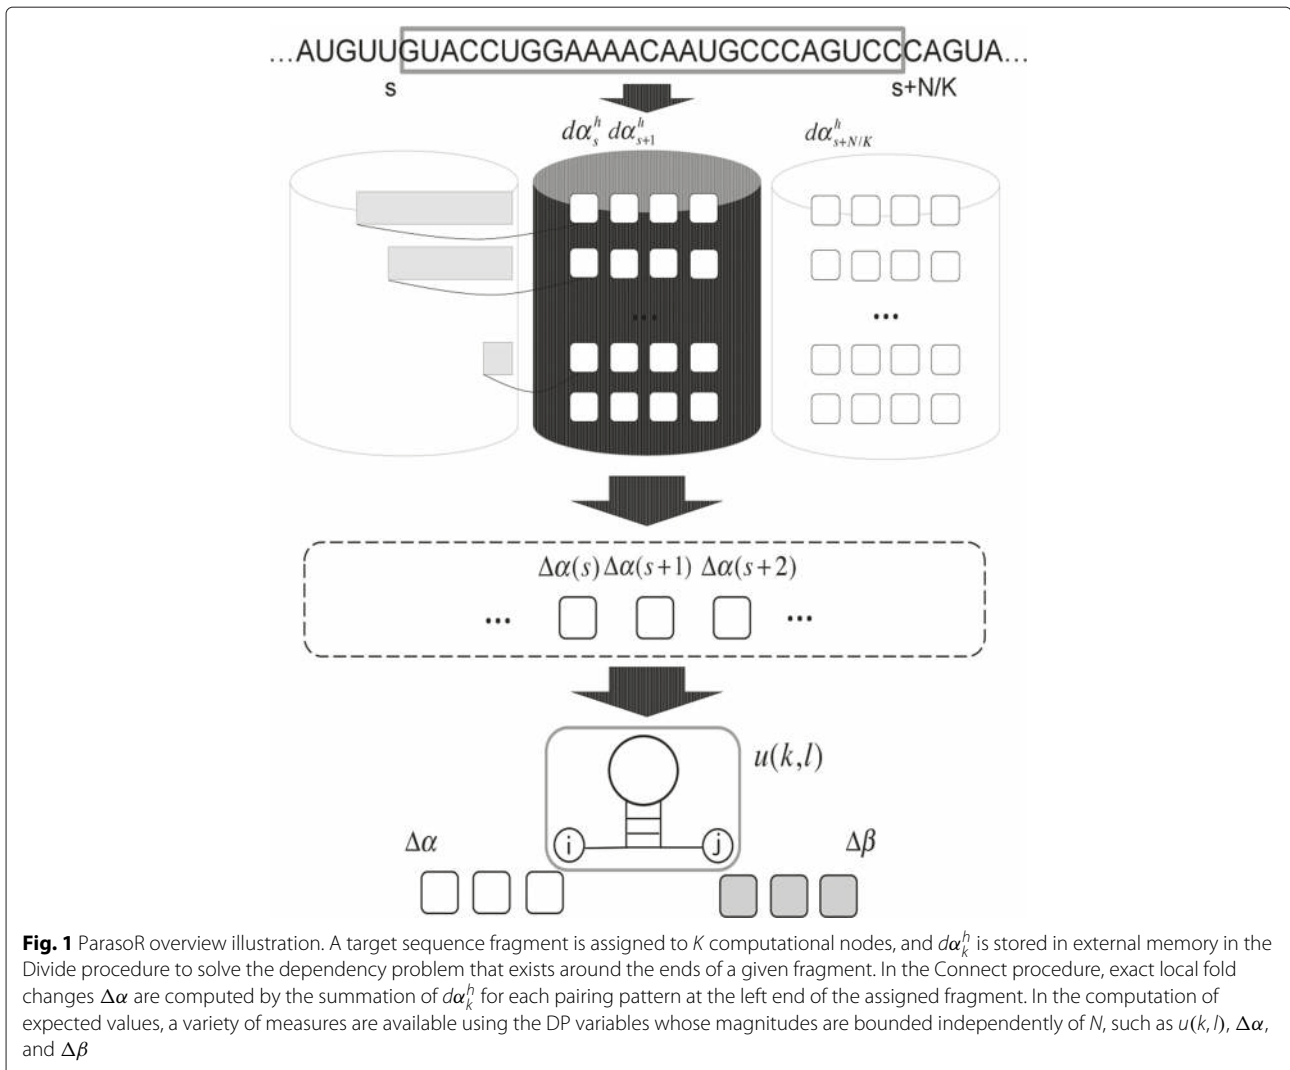 ...AUGUUGUACCUGGAAAACAAUGCCCAGUCCCAGUA...
s s+N/K
dα_s^h dα_{s+1}^h dα_{s+N/K}^h
...
...
Δα(s) Δα(s+1) Δα(s+2)
... ...
u(k,l)
i j
Δα Δβ
Fig. 1 ParasoR overview illustration. A target sequence fragment is assigned to K computational nodes, and dα_k^h is stored in external memory in the
Divide procedure to solve the dependency problem that exists around the ends of a given fragment. In the Connect procedure, exact local fold
changes Δα are computed by the summation of dα_k^h for each pairing pattern at the left end of the assigned fragment. In the computation of
expected values, a variety of measures are available using the DP variables whose magnitudes are bounded independently of N, such as u(k, l), Δα,
and Δβ